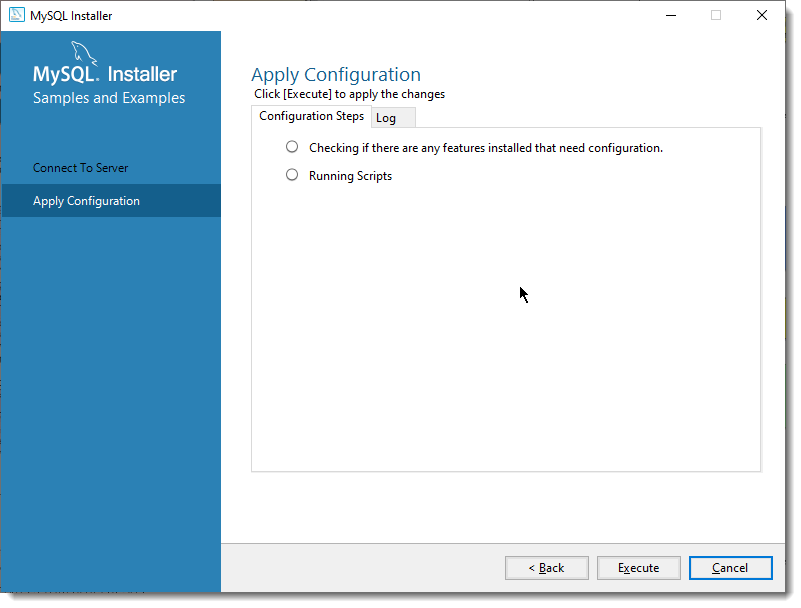 MySQL Installer
MySQL. Installer
Samples and Examples
Connect To Server
Apply Configuration
Apply Configuration
Click [Execute] to apply the changes
Configuration Steps
Log
Checking if there are any features installed that need configuration.
Running Scripts
< Back
Execute
Cancel